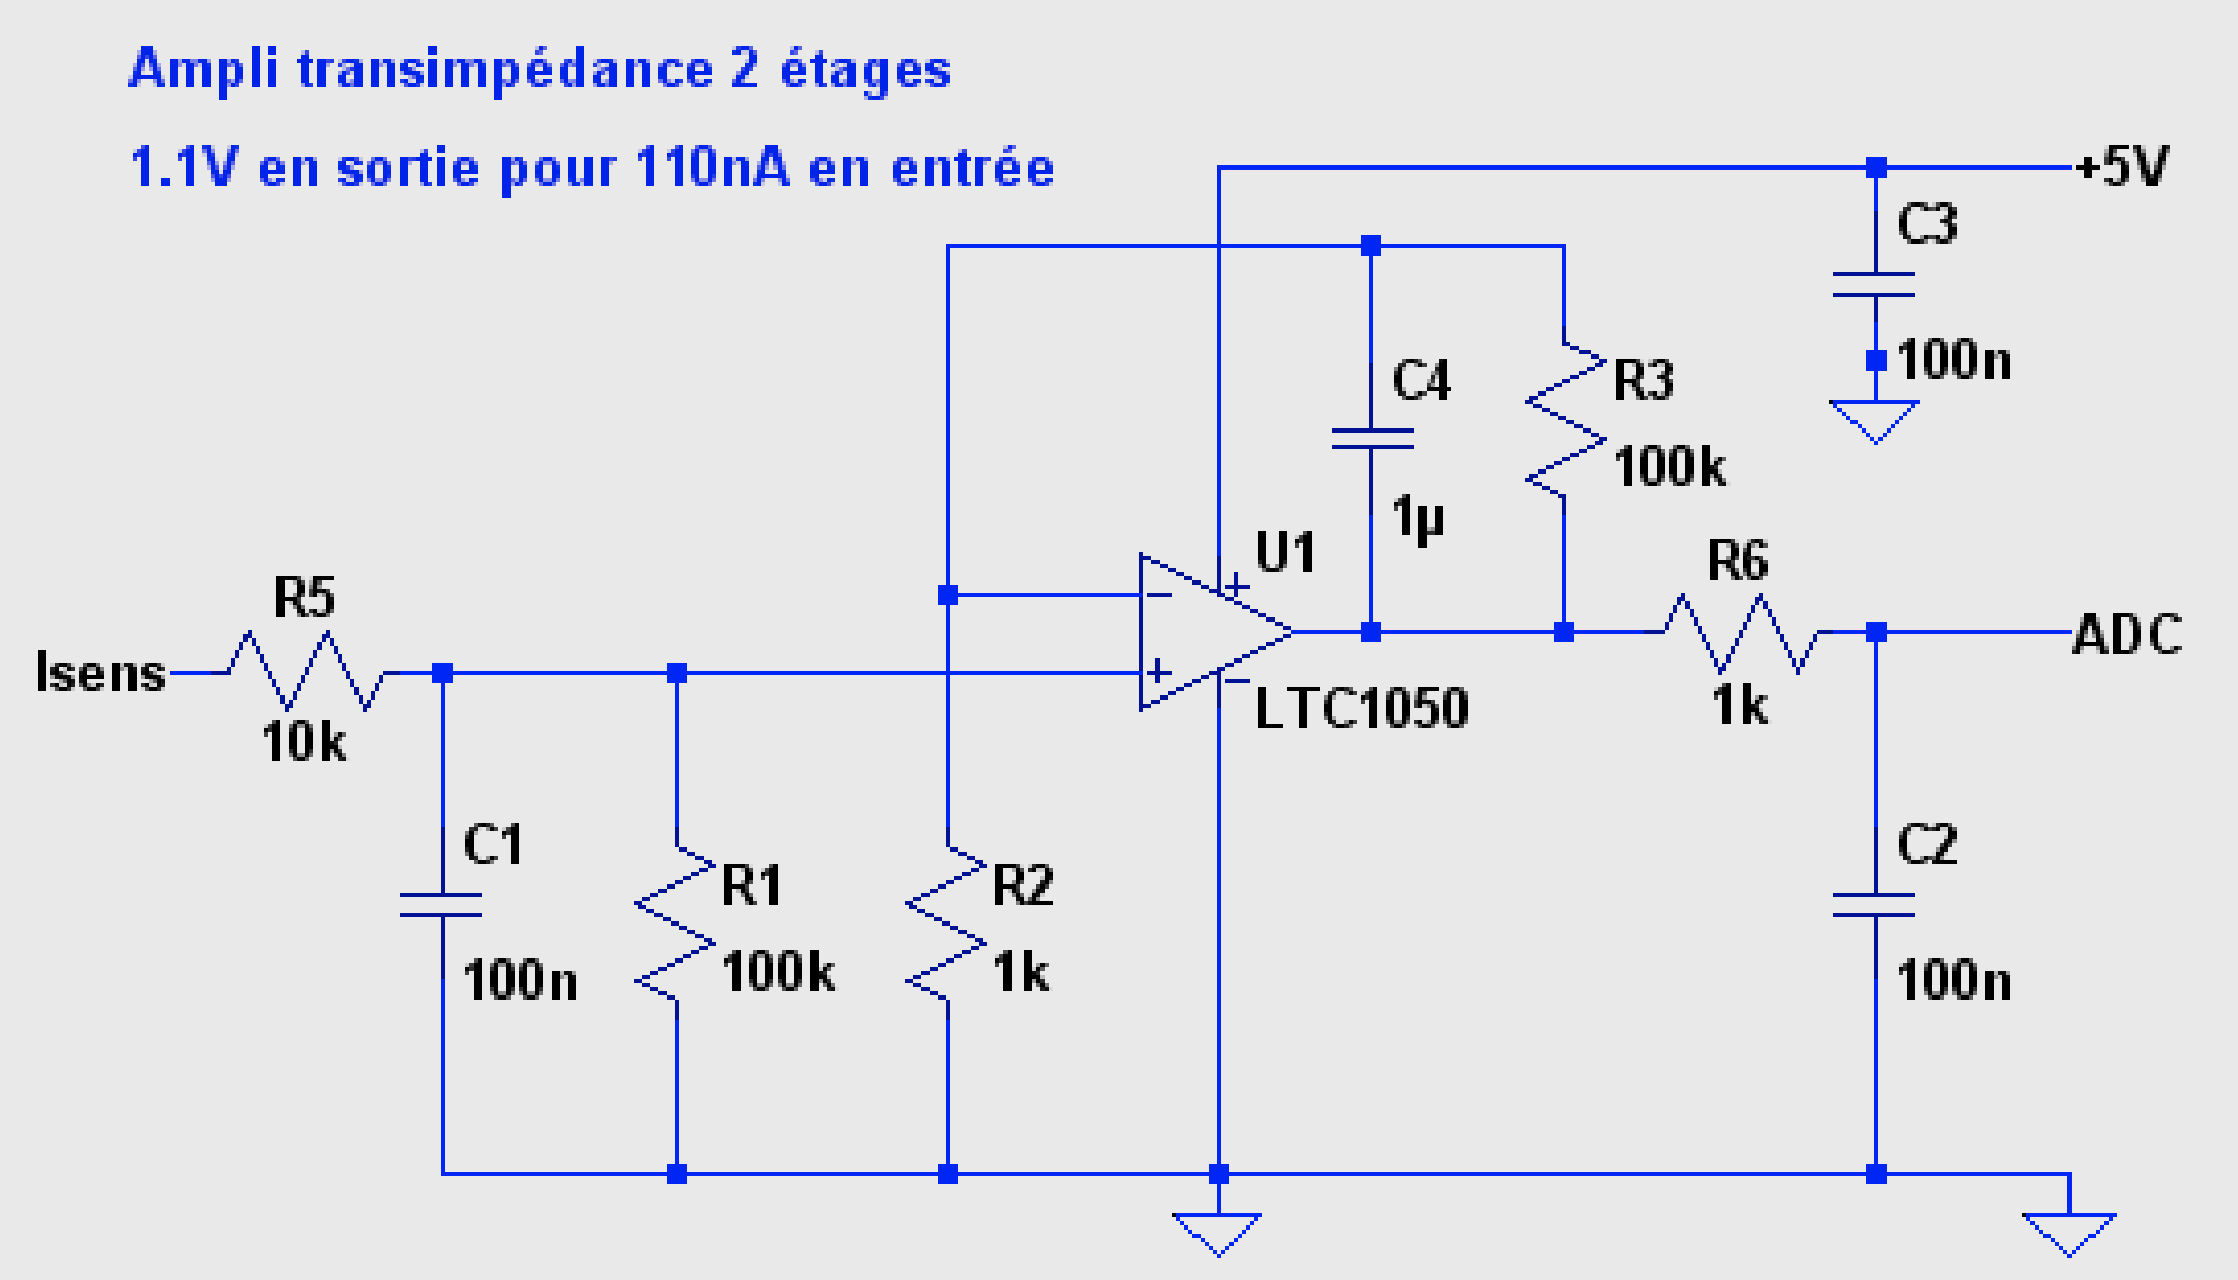 Ampli transimpédance 2 étages
1.1V en sortie pour 110nA en entrée
+5V
C3
100n
C4
1µ
R3
100k
U1
+
−
+
−
LTC1050
R6
1k
ADC
Isens
R5
10k
C1
100n
R1
100k
R2
1k
C2
100n